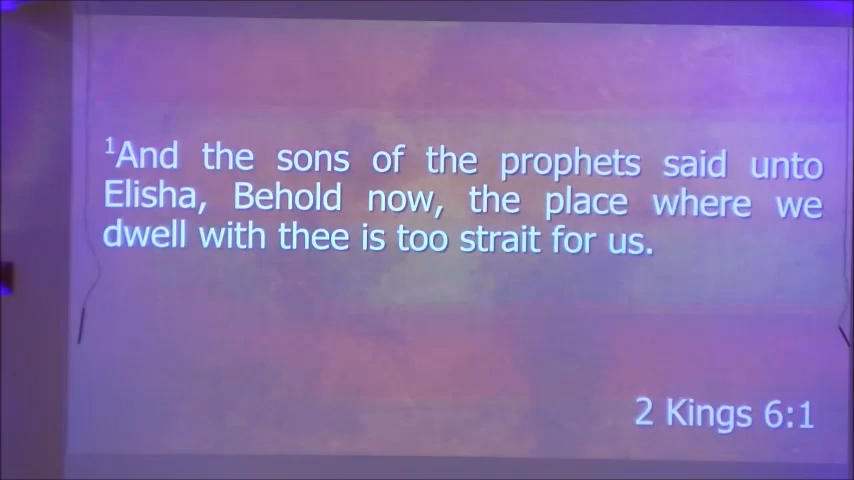 ¹And the sons of the prophets said unto
Elisha, Behold now, the place where we
dwell with thee is too strait for us.
2 Kings 6:1